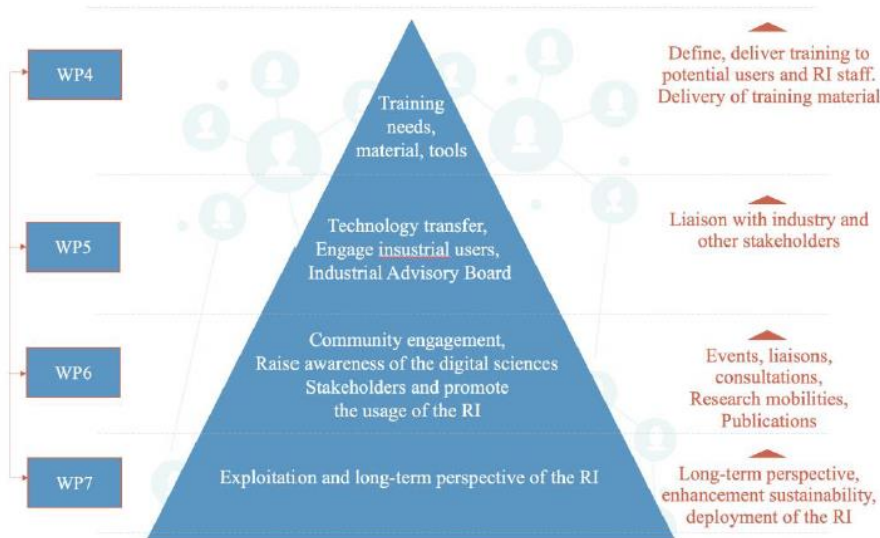 WP4
Training
needs,
material, tools
Define, deliver training to
potential users and RI staff.
Delivery of training material
WP5
Technology transfer,
Engage insustrial users,
Industrial Advisory Board
Liaison with industry and
other stakeholders
WP6
Community engagement,
Raise awareness of the digital sciences
Stakeholders and promote
the usage of the RI
Events, liaisons,
consultations,
Research mobilities,
Publications
WP7
Exploitation and long-term perspective of the RI
Long-term perspective,
enhancement sustainability,
deployment of the RI